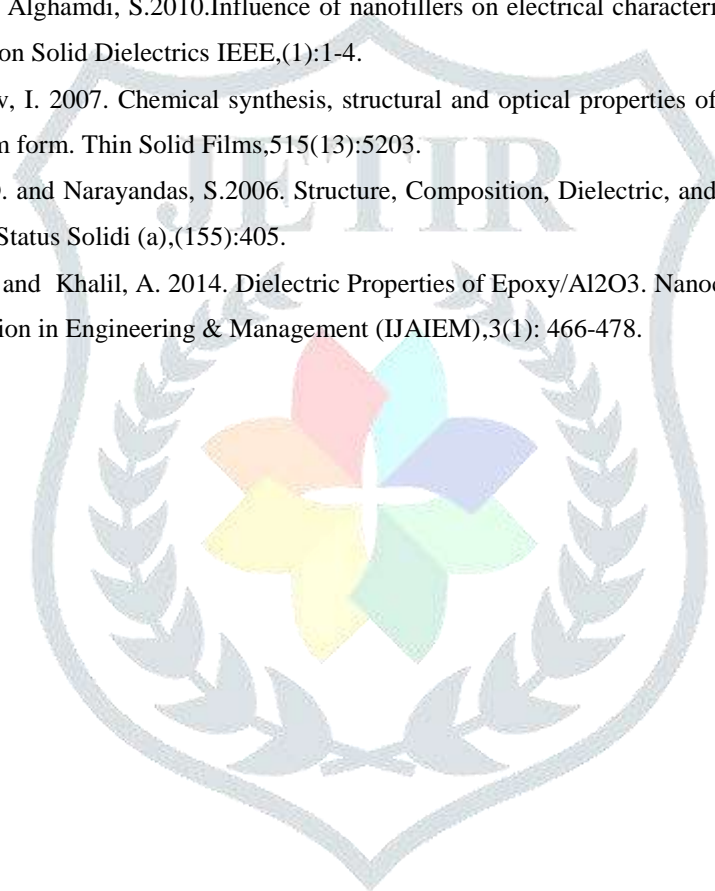 Alghamdi, S.2010.Influence of nanofillers on electrical
on Solid Dielectrics IEEE,(1):1-4.
v, I. 2007. Chemical synthesis, structural and optical properties of
m form. Thin Solid Films,515(13):5203.
. and Narayandas, S.2006. Structure, Composition, Dielectric, and
Status Solidi (a),(155):405.
and Khalil, A. 2014. Dielectric Properties of Epoxy/Al2O3.
tion in Engineering & Management (IJAIEM),3(1): 466-478.
JETIR